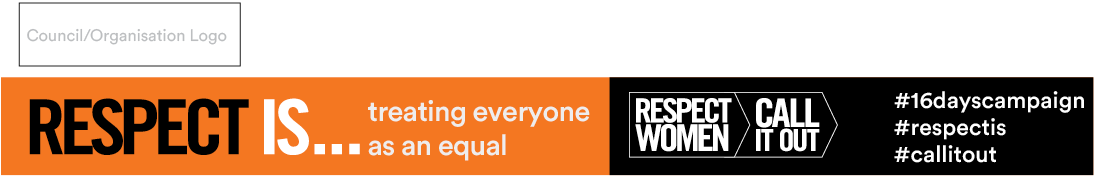 Council/Organisation Logo
RESPECT IS...
treating everyone
as an equal
RESPECT
WOMEN
CALL
IT OUT
#16dayscampaign
#respectis
#callitout